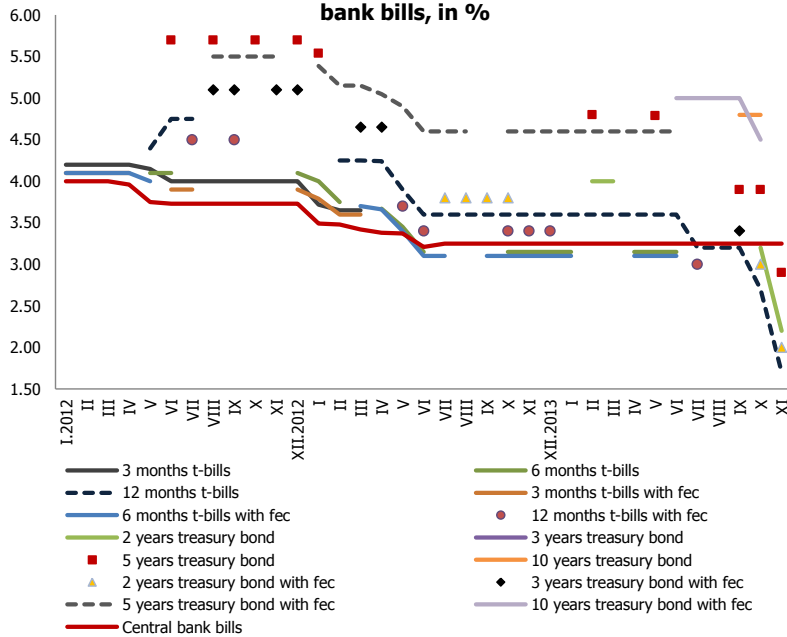 bank bills, in %
6.00
5.50
5.00
4.50
4.00
3.50
3.00
2.50
2.00
1.50
I.2012
II
III
IV
V
VI
VII
VIII
IX
X
XI
XII.2012
I
II
III
IV
V
VI
VII
VIII
IX
X
XI
XII.2013
I
II
III
IV
V
VI
VII
VIII
IX
X
XI
3 months t-bills
6 months t-bills
12 months t-bills
3 months t-bills with fec
6 months t-bills with fec
12 months t-bills with fec
2 years treasury bond
3 years treasury bond
5 years treasury bond
10 years treasury bond
2 years treasury bond with fec
3 years treasury bond with fec
5 years treasury bond with fec
10 years treasury bond with fec
Central bank bills